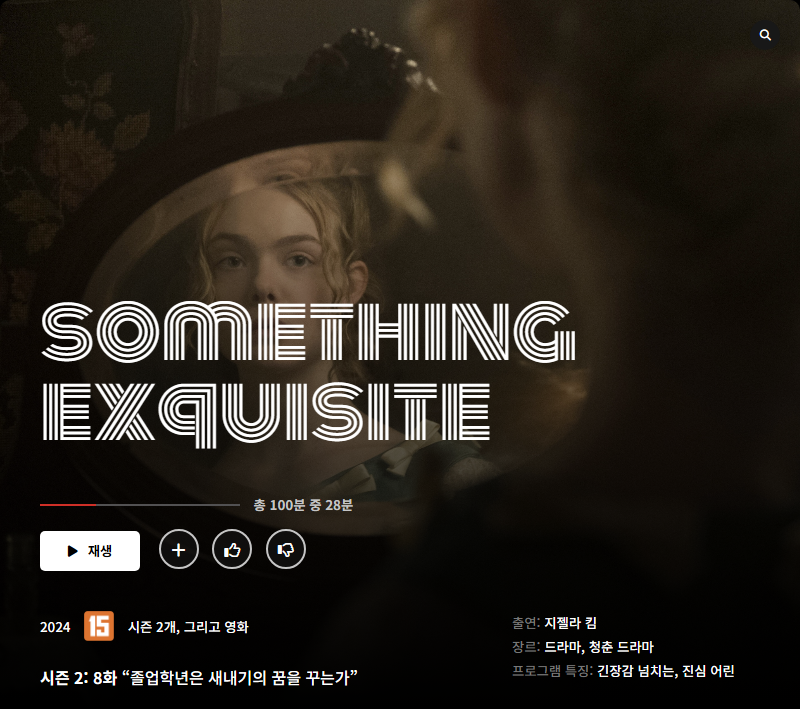 SOMETHING
EXQUISITE
총 100분 중 28분
재생
2024 15 시즌 2개, 그리고 영화
시즌 2: 8화 “졸업학년은 새내기의 꿈을 꾸는가”
출연: 지젤라 킴
장르: 드라마, 청춘 드라마
프로그램 특징: 긴장감 넘치는, 진심 어린